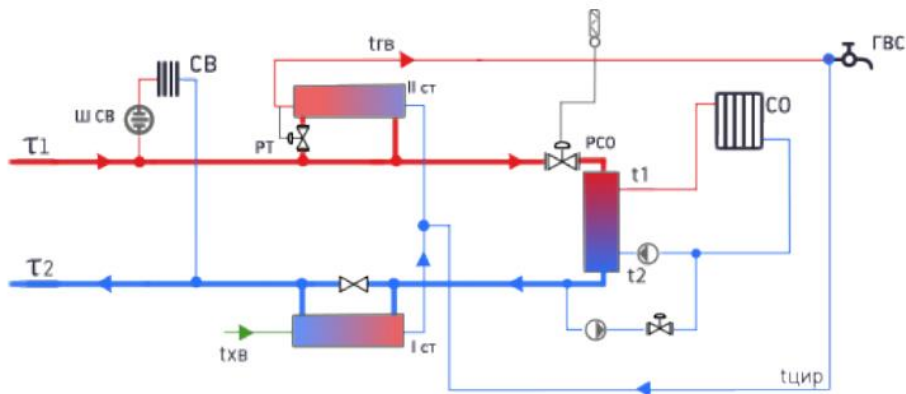 tгв
ГВС
СВ
II ст
СО
Ш СВ
τ1
РТ
РСО
t1
τ2
t2
tхв
I ст
tцир